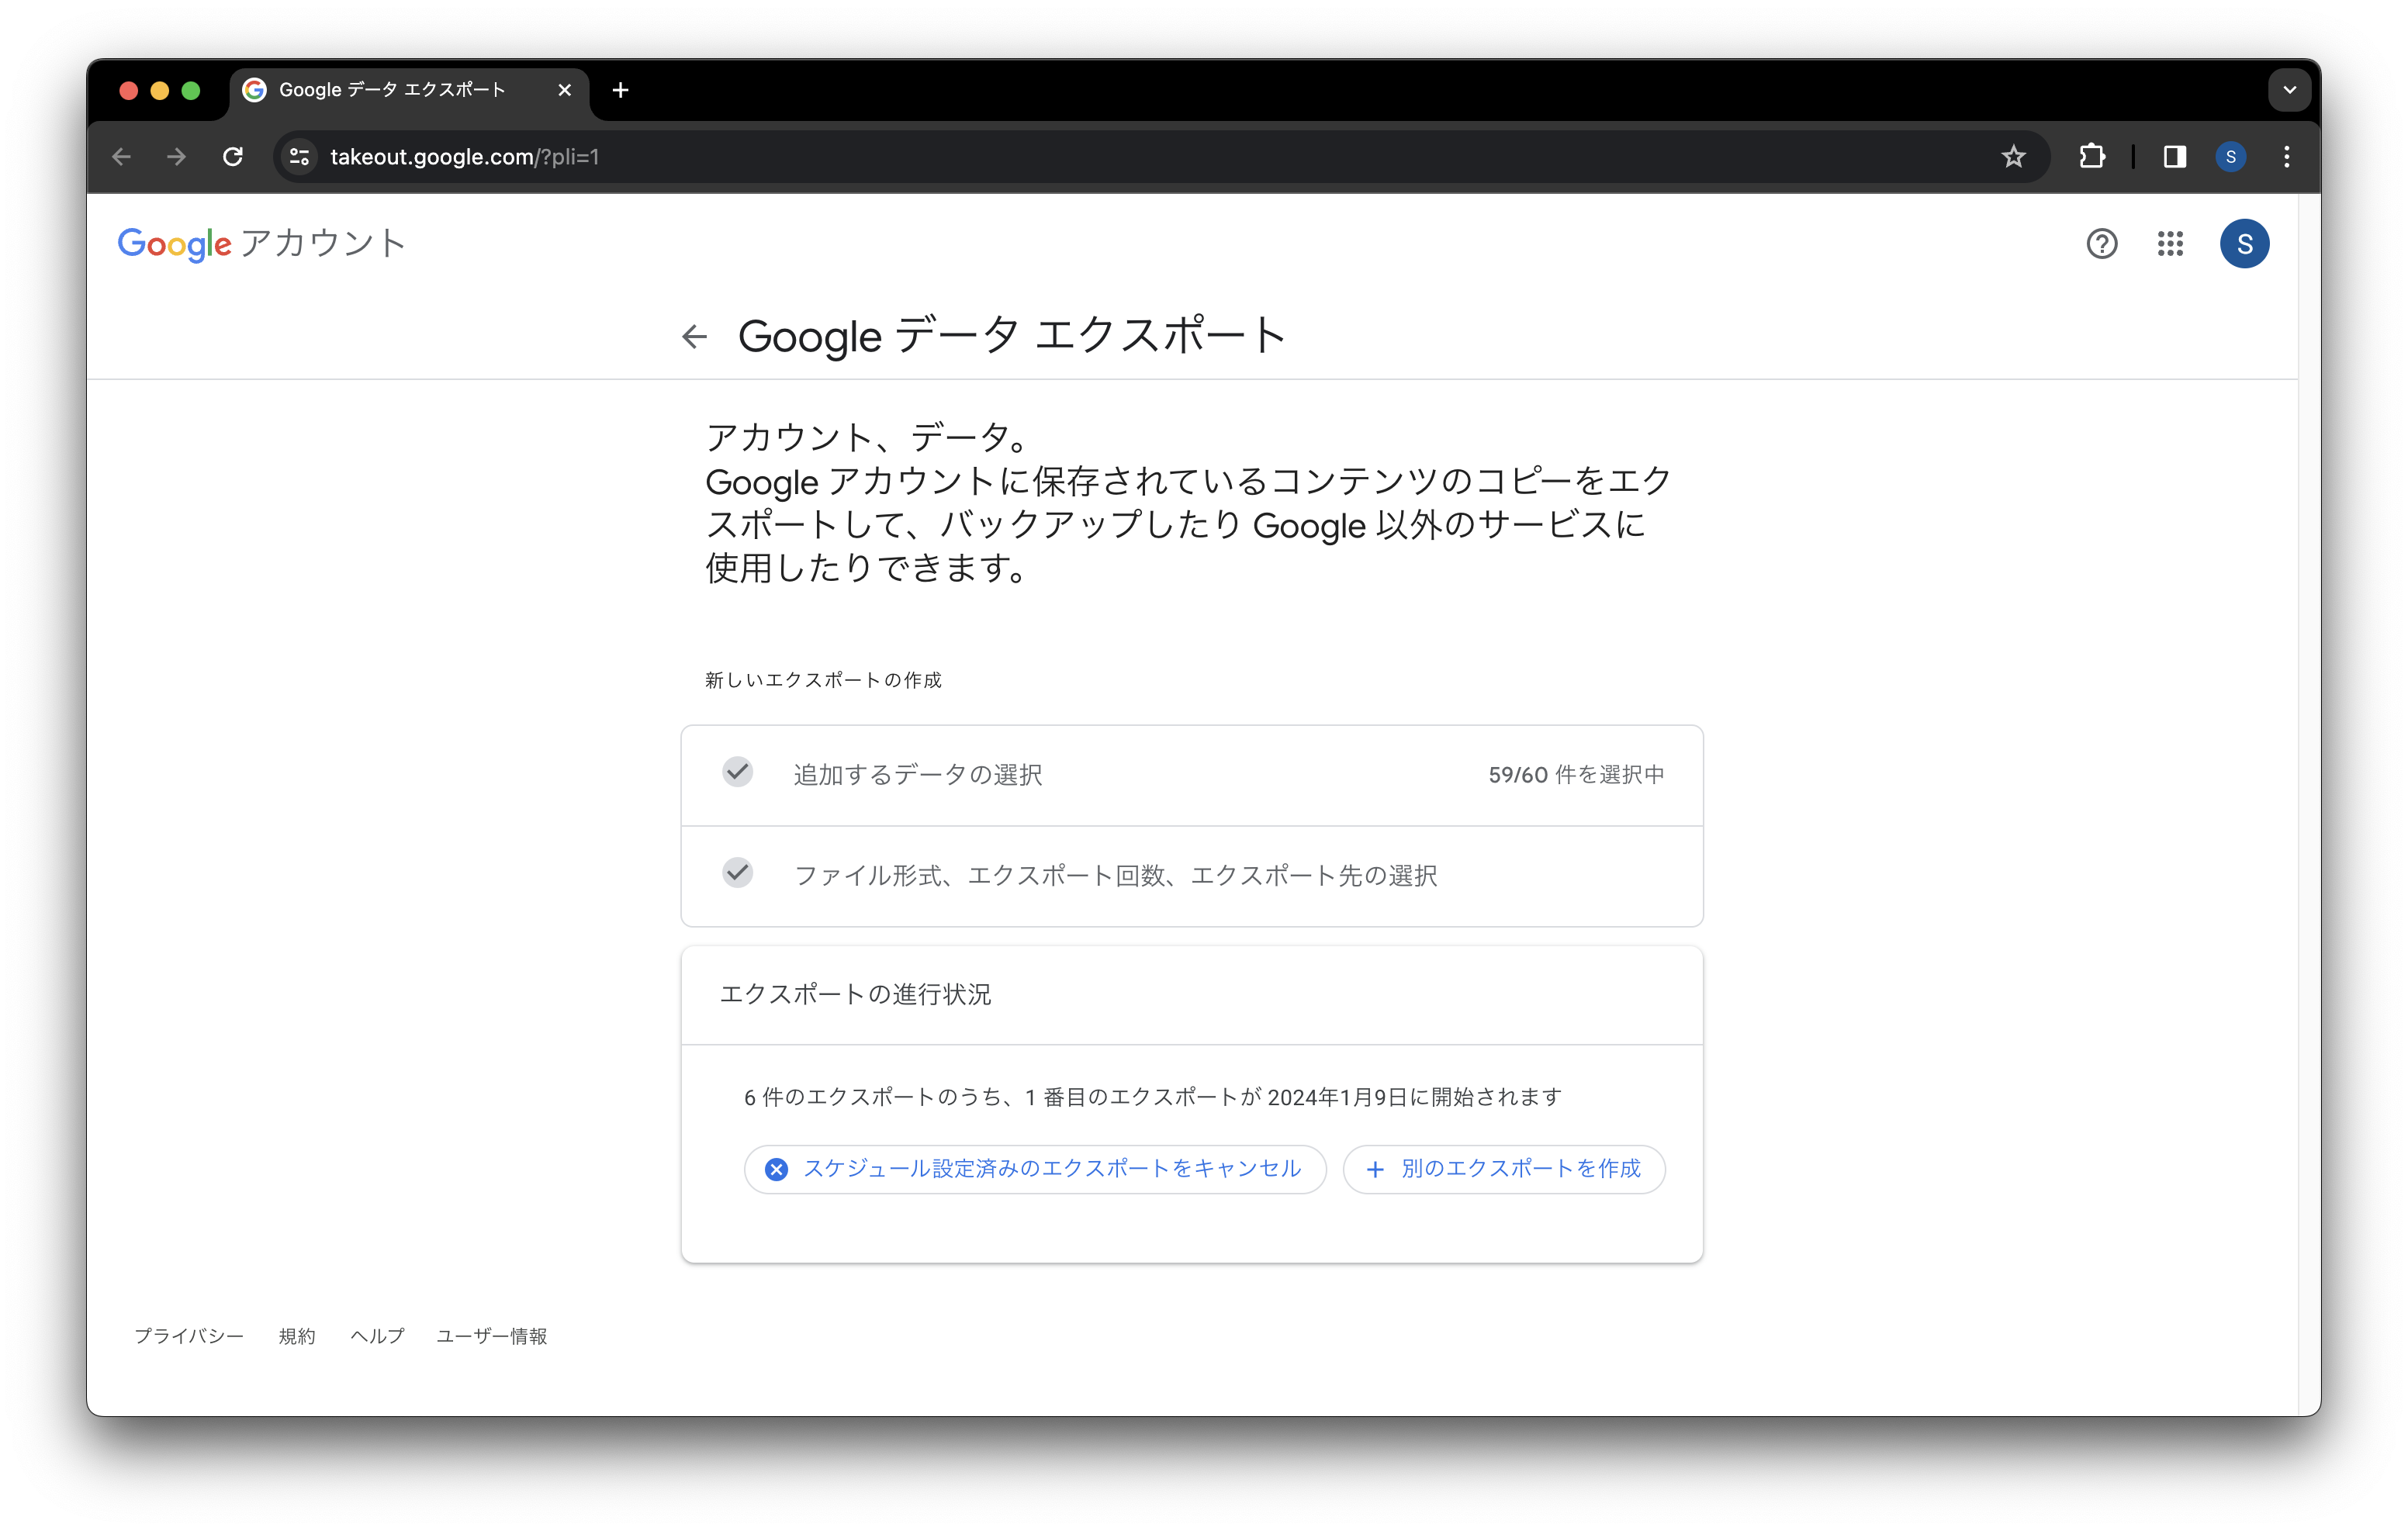 Google データ エクスポート
takeout.google.com/?pli=1
S
Google アカウント
S
Google データ エクスポート
アカウント、データ。
Google アカウントに保存されているコンテンツのコピーをエク
スポートして、バックアップしたり Google 以外のサービスに
使用したりできます。
新しいエクスポートの作成
追加するデータの選択 59/60 件を選択中
ファイル形式、エクスポート回数、エクスポート先の選択
エクスポートの進行状況
6 件のエクスポートのうち、1 番目のエクスポートが 2024年1月9日に開始されます
スケジュール設定済みのエクスポートをキャンセル 別のエクスポートを作成
プライバシー 規約 ヘルプ ユーザー情報